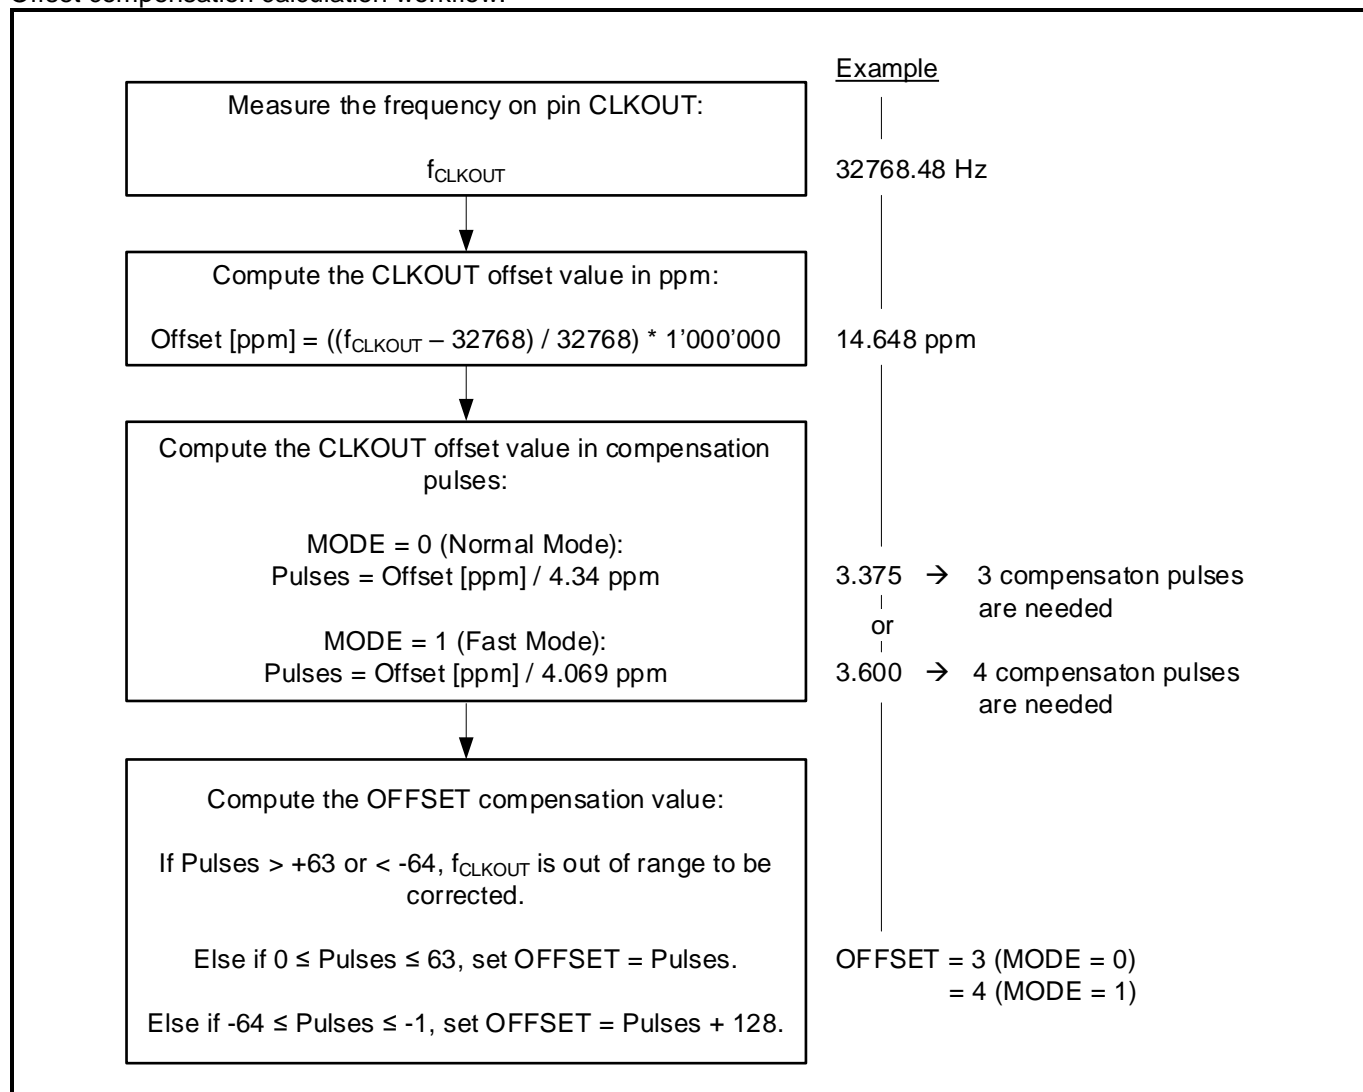 Offset compensation calculation workflow:
Example
Measure the frequency on pin CLKOUT:
fCLKOUT
32768.48 Hz
Compute the CLKOUT offset value in ppm:
Offset [ppm] = ((fCLKOUT – 32768) / 32768) * 1’000’000
14.648 ppm
Compute the CLKOUT offset value in compensation
pulses:
MODE = 0 (Normal Mode):
Pulses = Offset [ppm] / 4.34 ppm
3.375 → 3 compensaton pulses
are needed
or
MODE = 1 (Fast Mode):
Pulses = Offset [ppm] / 4.069 ppm
3.600 → 4 compensaton pulses
are needed
Compute the OFFSET compensation value:
If Pulses > +63 or < -64, fCLKOUT is out of range to be
corrected.
Else if 0 ≤ Pulses ≤ 63, set OFFSET = Pulses.
OFFSET = 3 (MODE = 0)
= 4 (MODE = 1)
Else if -64 ≤ Pulses ≤ -1, set OFFSET = Pulses + 128.